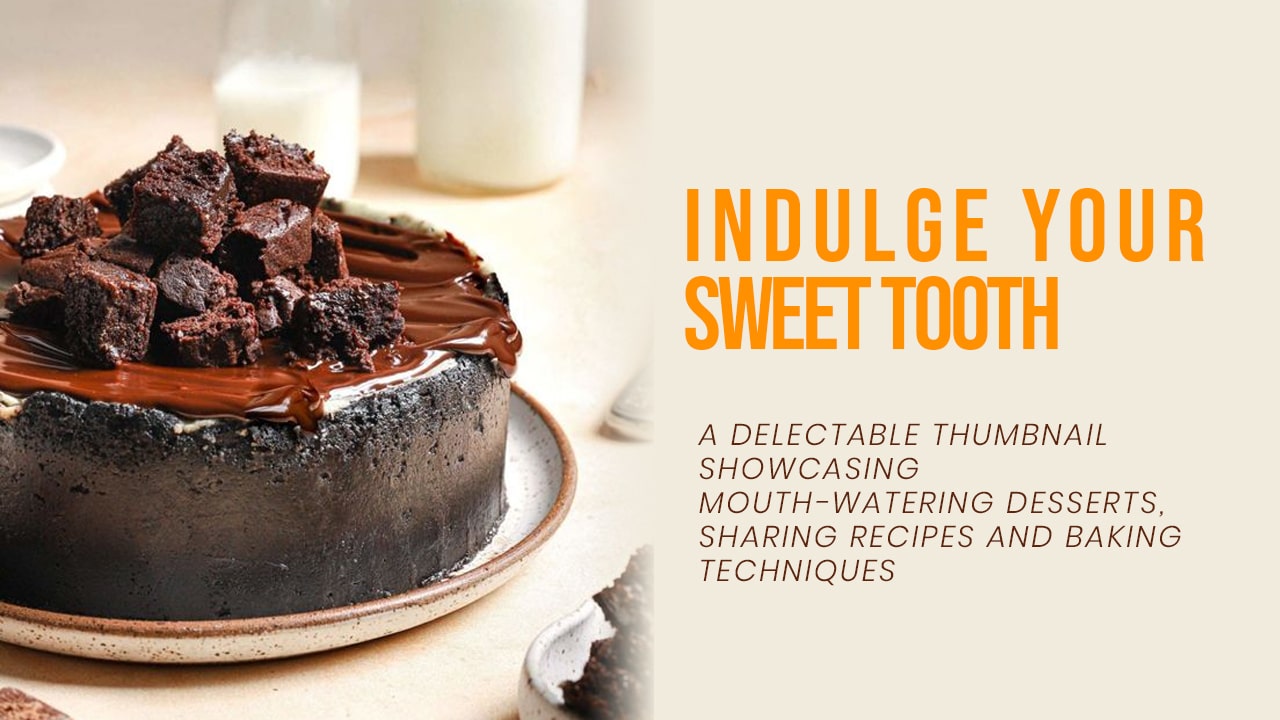 INDULGE YOUR
SWEET TOOTH
A DELECTABLE THUMBNAIL
SHOWCASING
MOUTH-WATERING DESSERTS,
SHARING RECIPES AND BAKING
TECHNIQUES